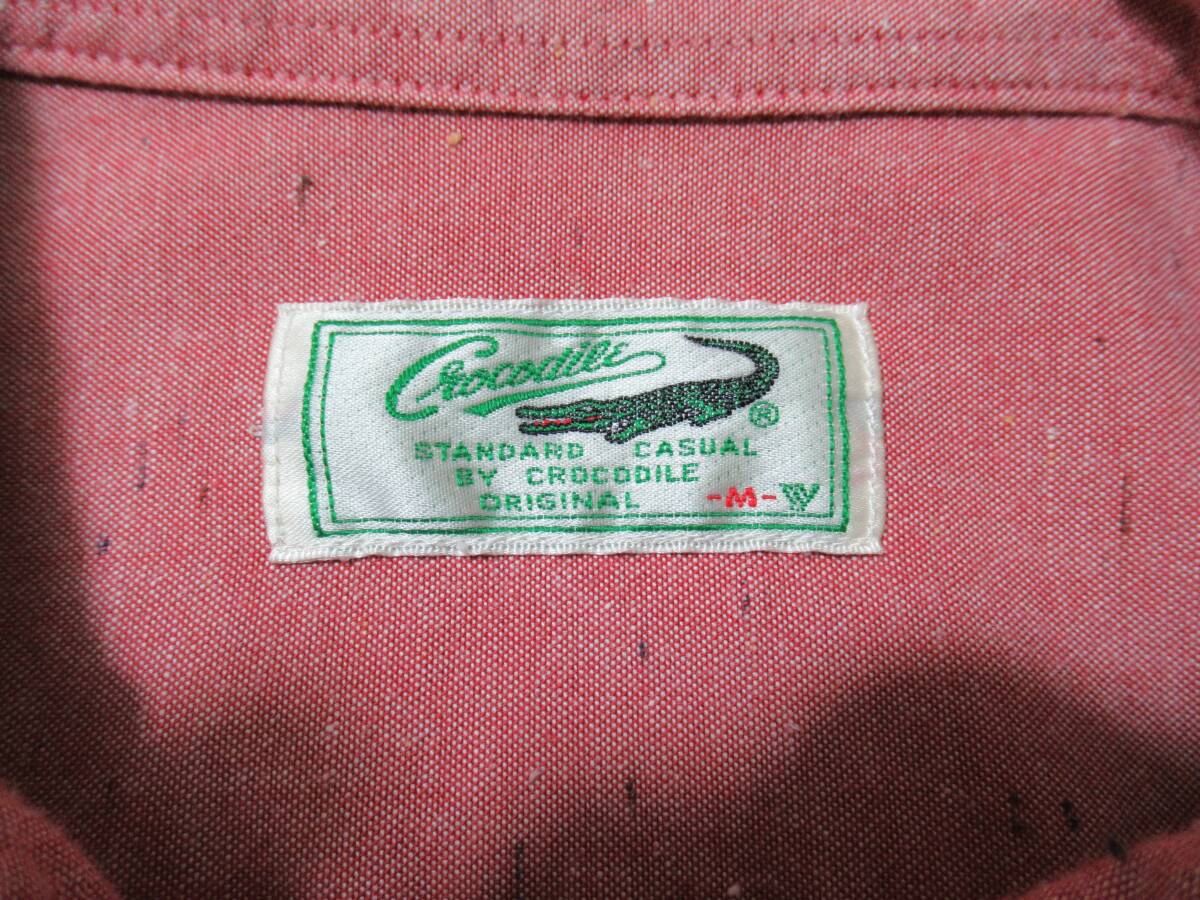 Crocodile ®
STANDARD CASUAL
BY CROCODILE
ORIGINAL -M-